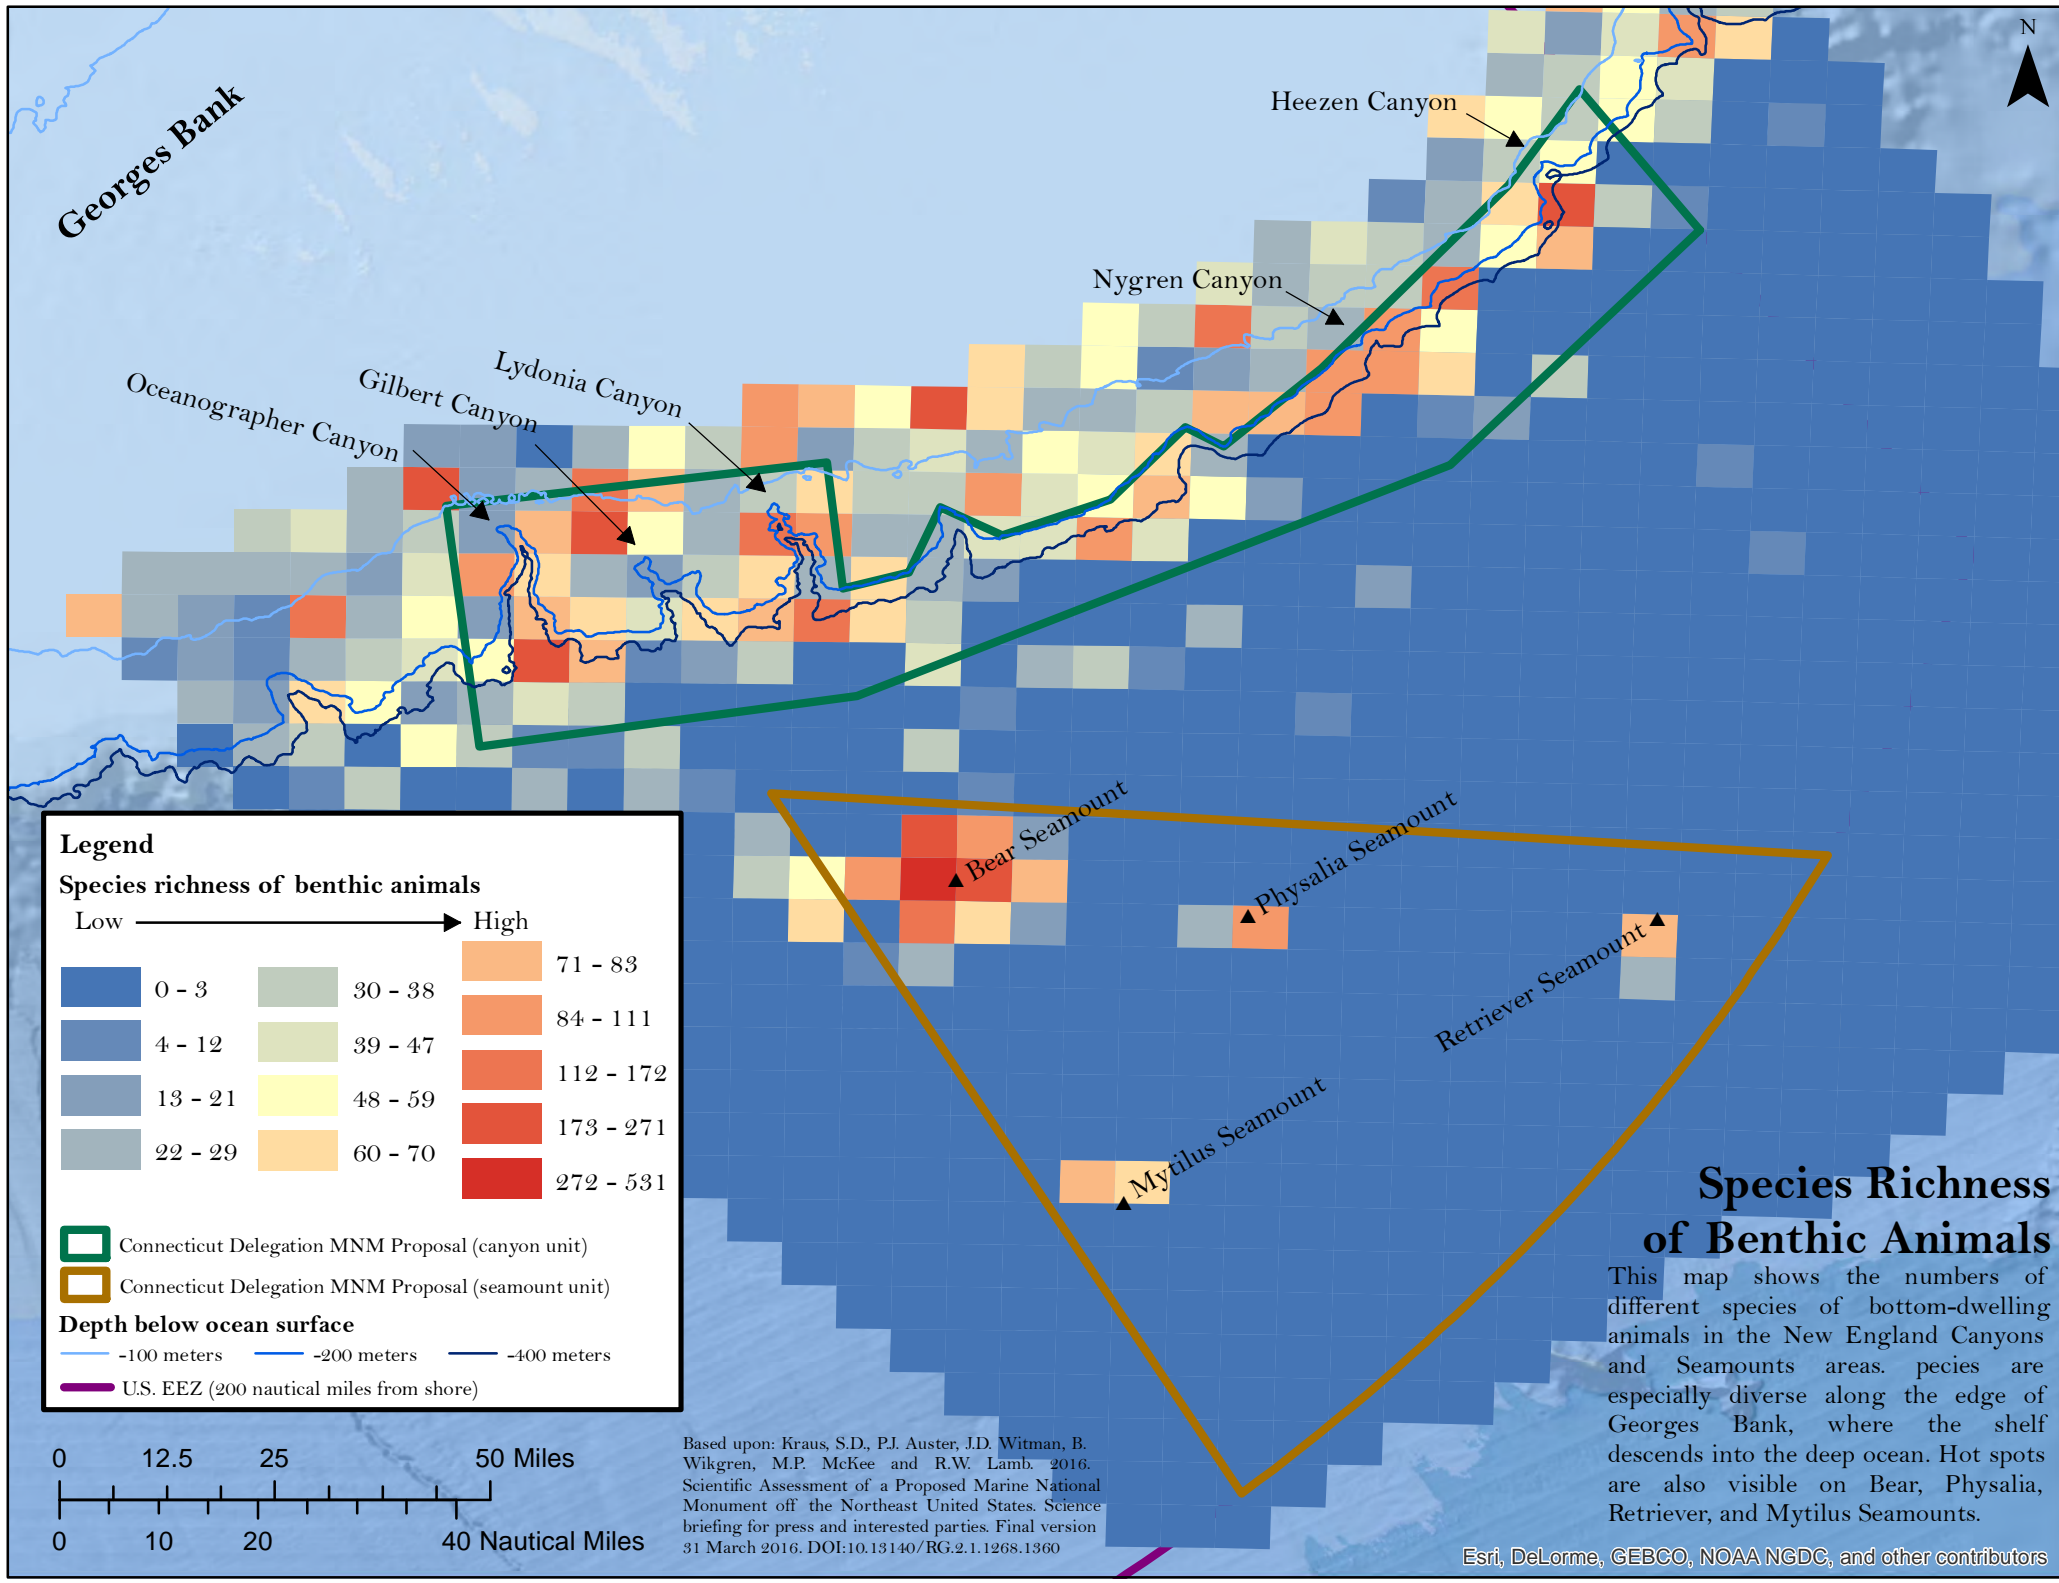 N
Georges Bank
Heezen Canyon
Nygren Canyon
Lydonia Canyon
Gilbert Canyon
Oceanographer Canyon
Bear Seamount
Physalia Seamount
Retriever Seamount
Mytilus Seamount
Legend
Species richness of benthic animals
Low High
0 - 3
4 - 12
13 - 21
22 - 29
30 - 38
39 - 47
48 - 59
60 - 70
71 - 83
84 - 111
112 - 172
173 - 271
272 - 531
Connecticut Delegation MNM Proposal (canyon unit)
Connecticut Delegation MNM Proposal (seamount unit)
Depth below ocean surface
-100 meters -200 meters -400 meters
U.S. EEZ (200 nautical miles from shore)
0 12.5 25 50 Miles
0 10 20 40 Nautical Miles
Based upon: Kraus, S.D., P.J. Auster, J.D. Witman, B.
Wikgren, M.P. McKee and R.W. Lamb. 2016.
Scientific Assessment of a Proposed Marine National
Monument off the Northeast United States. Science
briefing for press and interested parties. Final version
31 March 2016. DOI:10.13140/RG.2.1.1268.1360
Species Richness
of Benthic Animals
This map shows the numbers of
different species of bottom-dwelling
animals in the New England Canyons
and Seamounts areas. pecies are
especially diverse along the edge of
Georges Bank, where the shelf
descends into the deep ocean. Hot spots
are also visible on Bear, Physalia,
Retriever, and Mytilus Seamounts.
Esri, DeLorme, GEBCO, NOAA NGDC, and other contributors